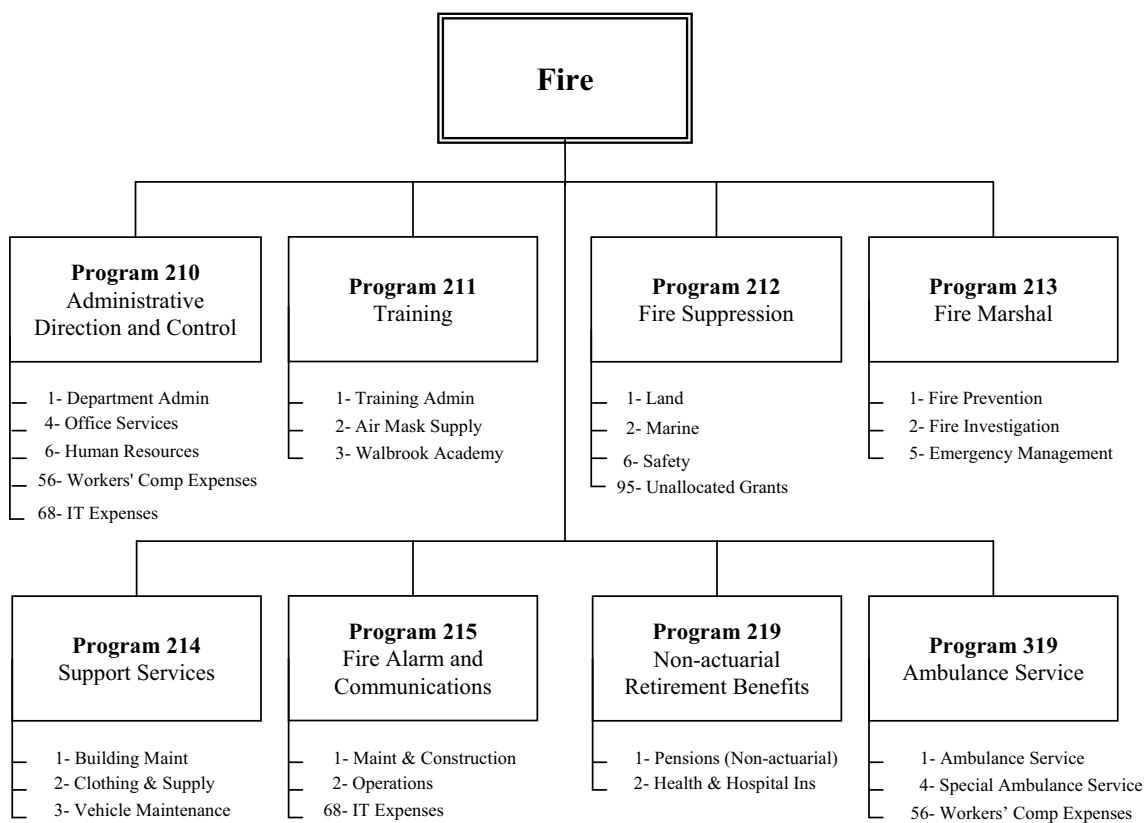 Fire
Program 210
Administrative
Direction and Control
1- Department Admin
4- Office Services
6- Human Resources
56- Workers' Comp Expenses
68- IT Expenses
Program 211
Training
1- Training Admin
2- Air Mask Supply
3- Walbrook Academy
Program 212
Fire Suppression
1- Land
2- Marine
6- Safety
95- Unallocated Grants
Program 213
Fire Marshal
1- Fire Prevention
2- Fire Investigation
5- Emergency Management
Program 214
Support Services
1- Building Maint
2- Clothing & Supply
3- Vehicle Maintenance
Program 215
Fire Alarm and
Communications
1- Maint & Construction
2- Operations
68- IT Expenses
Program 219
Non-actuarial
Retirement Benefits
1- Pensions (Non-actuarial)
2- Health & Hospital Ins
Program 319
Ambulance Service
1- Ambulance Service
4- Special Ambulance Service
56- Workers’ Comp Expenses